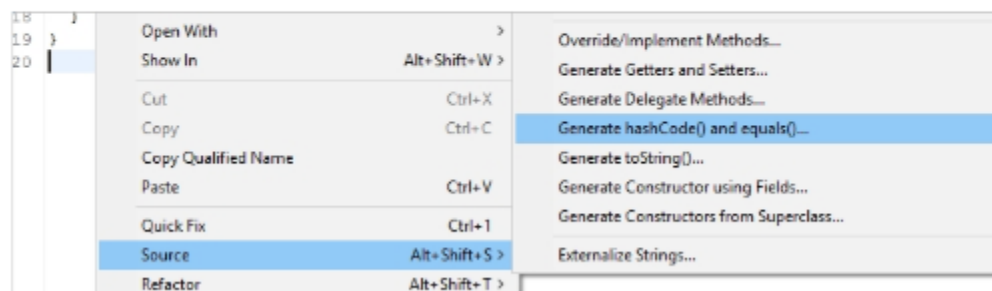 18 }
19 }
20
Open With >
Show In Alt+Shift+W >
Cut Ctrl+X
Copy Ctrl+C
Copy Qualified Name
Paste Ctrl+V
Quick Fix Ctrl+1
Source Alt+Shift+S >
Refactor Alt+Shift+T >
Override/Implement Methods...
Generate Getters and Setters...
Generate Delegate Methods...
Generate hashCode() and equals()...
Generate toString()...
Generate Constructor using Fields...
Generate Constructors from Superclass...
Externalize Strings...